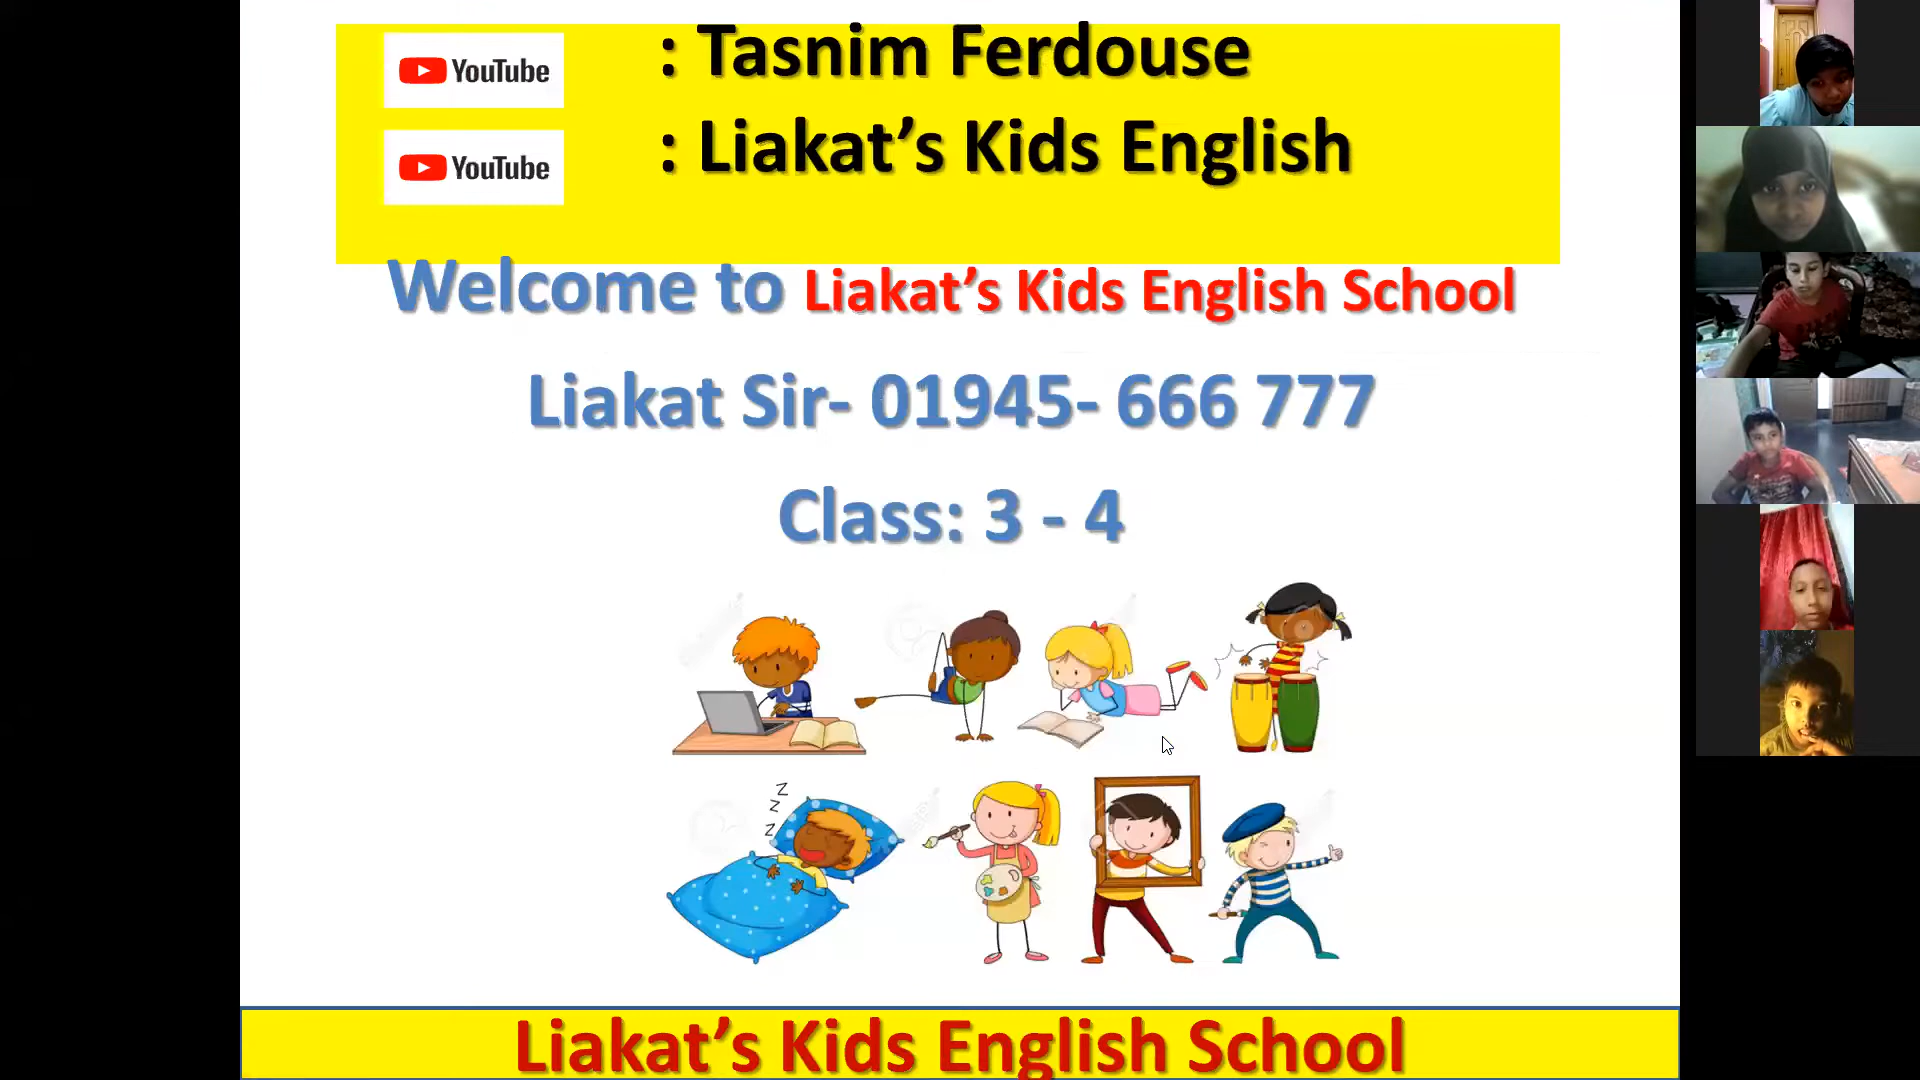 YouTube : Tasnim Ferdouse
YouTube : Liakat’s Kids English
Welcome to Liakat’s Kids English School
Liakat Sir- 01945- 666 777
Class: 3 - 4
z
z
z
Liakat’s Kids English School